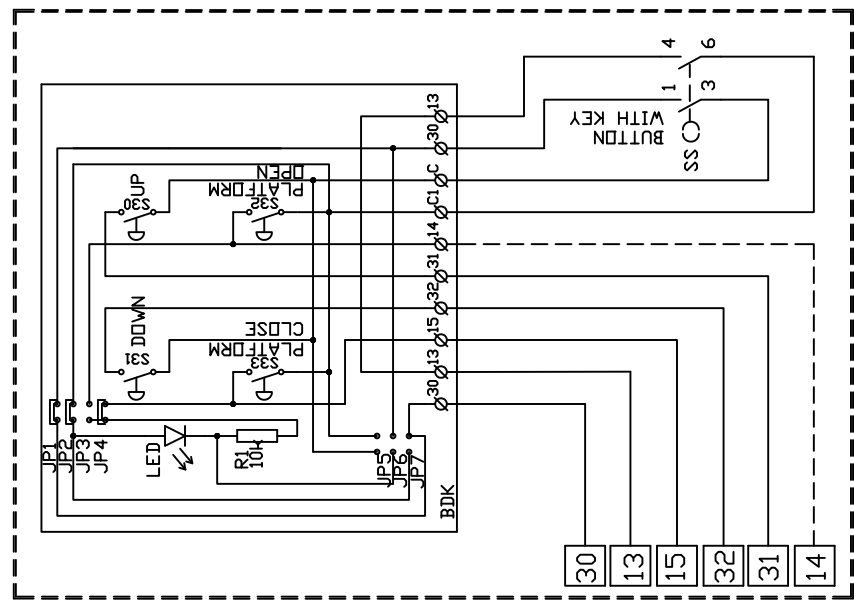 4 6
1 3
BUTTON
WITH KEY
SS
13
30
C
C1
14
31
32
15
13
30
UP
S30
PLATFORM
OPEN
S32
DOWN
S31
PLATFORM
CLOSE
S33
JP1
JP2
JP3
JP4
LED
R1
10K
JP5
JP6
JP7
BDK
30
13
15
32
31
14